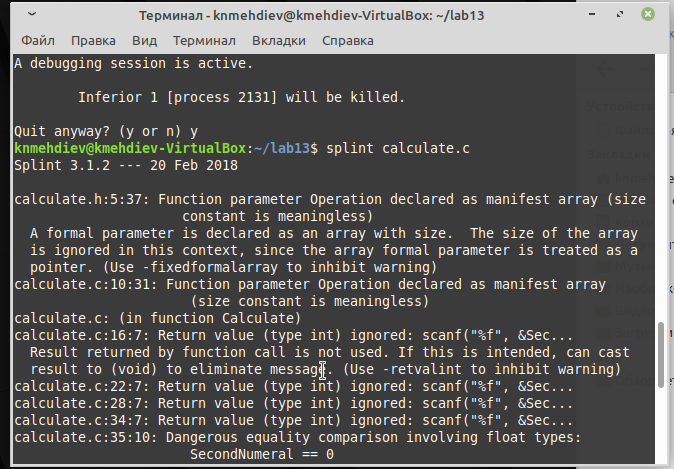 Терминал - knmehdiev@kmehdiev-VirtualBox: ~/lab13
Файл Правка Вид Терминал Вкладки Справка
A debugging session is active.
Inferior 1 [process 2131] will be killed.
Quit anyway? (y or n) y
knmehdiev@kmehdiev-VirtualBox:~/lab13$ splint calculate.c
Splint 3.1.2 --- 20 Feb 2018
calculate.h:5:37: Function parameter Operation declared as manifest array (size
constant is meaningless)
A formal parameter is declared as an array with size.  The size of the array
is ignored in this context, since the array formal parameter is treated as a
pointer. (Use -fixedformalarray to inhibit warning)
calculate.c:10:31: Function parameter Operation declared as manifest array
(size constant is meaningless)
calculate.c: (in function Calculate)
calculate.c:16:7: Return value (type int) ignored: scanf("%f", &Sec...
Result returned by function call is not used. If this is intended, can cast
result to (void) to eliminate message. (Use -retvalint to inhibit warning)
calculate.c:22:7: Return value (type int) ignored: scanf("%f", &Sec...
calculate.c:28:7: Return value (type int) ignored: scanf("%f", &Sec...
calculate.c:34:7: Return value (type int) ignored: scanf("%f", &Sec...
calculate.c:35:10: Dangerous equality comparison involving float types:
SecondNumeral == 0